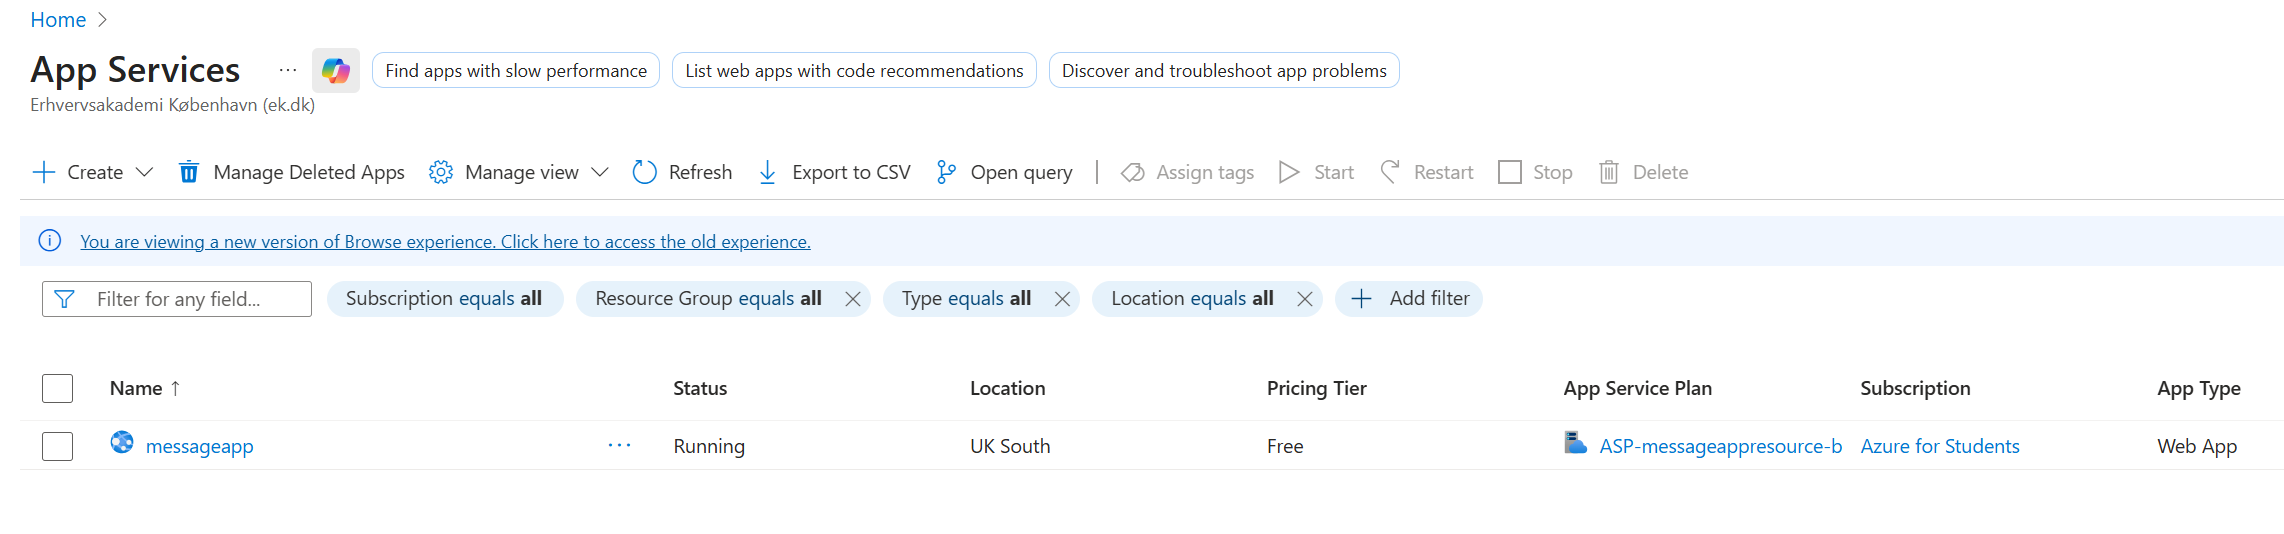 Home
App Services ... Find apps with slow performance List web apps with code recommendations Discover and troubleshoot app problems
Erhvervsakademi København (ek.dk)
Create Manage Deleted Apps Manage view Refresh Export to CSV Open query | Assign tags Start Restart Stop Delete
You are viewing a new version of Browse experience. Click here to access the old experience.
Filter for any field... Subscription equals all Resource Group equals all Type equals all Location equals all Add filter
Name ↑ Status Location Pricing Tier App Service Plan Subscription App Type
messageapp ... Running UK South Free ASP-messageappresource-b Azure for Students Web App